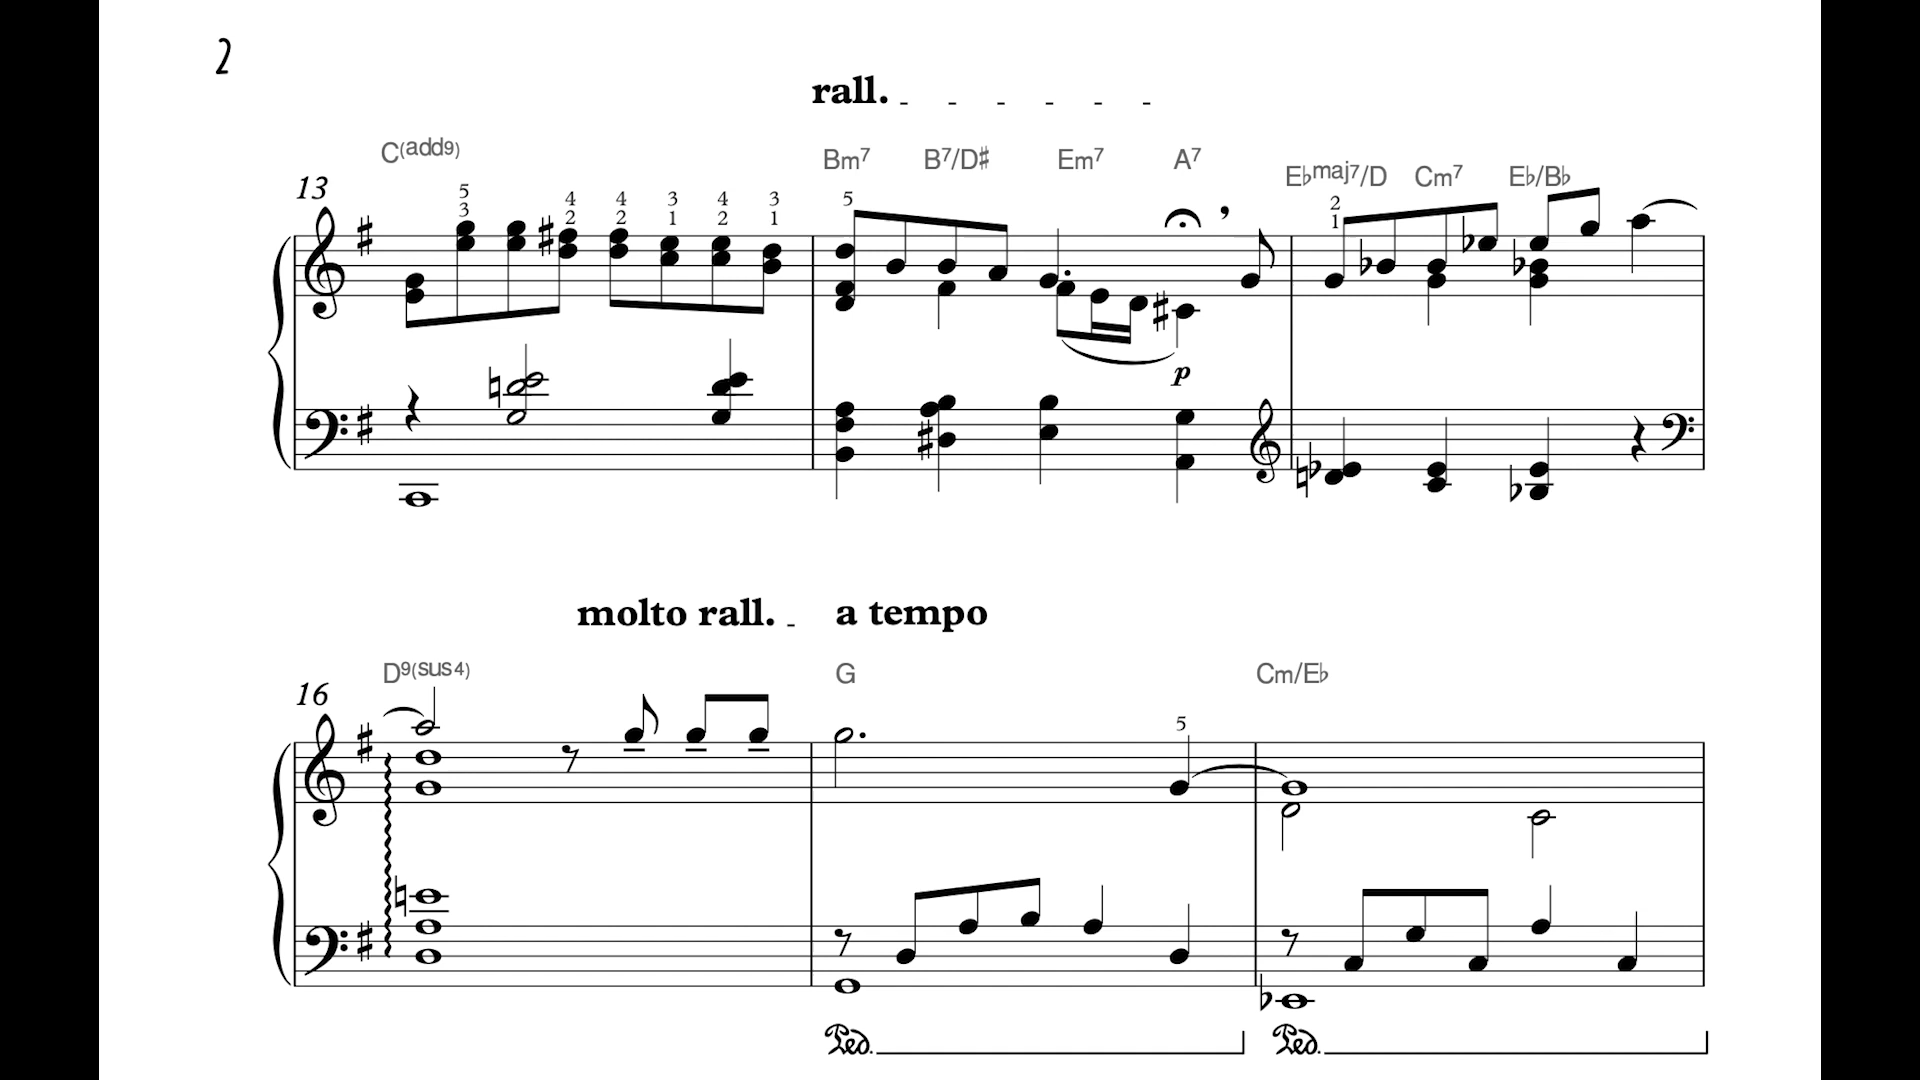 2
rall.
C(add9) Bm7 B7/D♯ Em7 A7 E♭maj7/D Cm7 E♭/B♭
13
5 4 4 3 4 3 5 2
3 2 2 1 2 1 1
p
molto rall. a tempo
D9(sus4) G Cm/E♭
16
5
Ped. Ped.